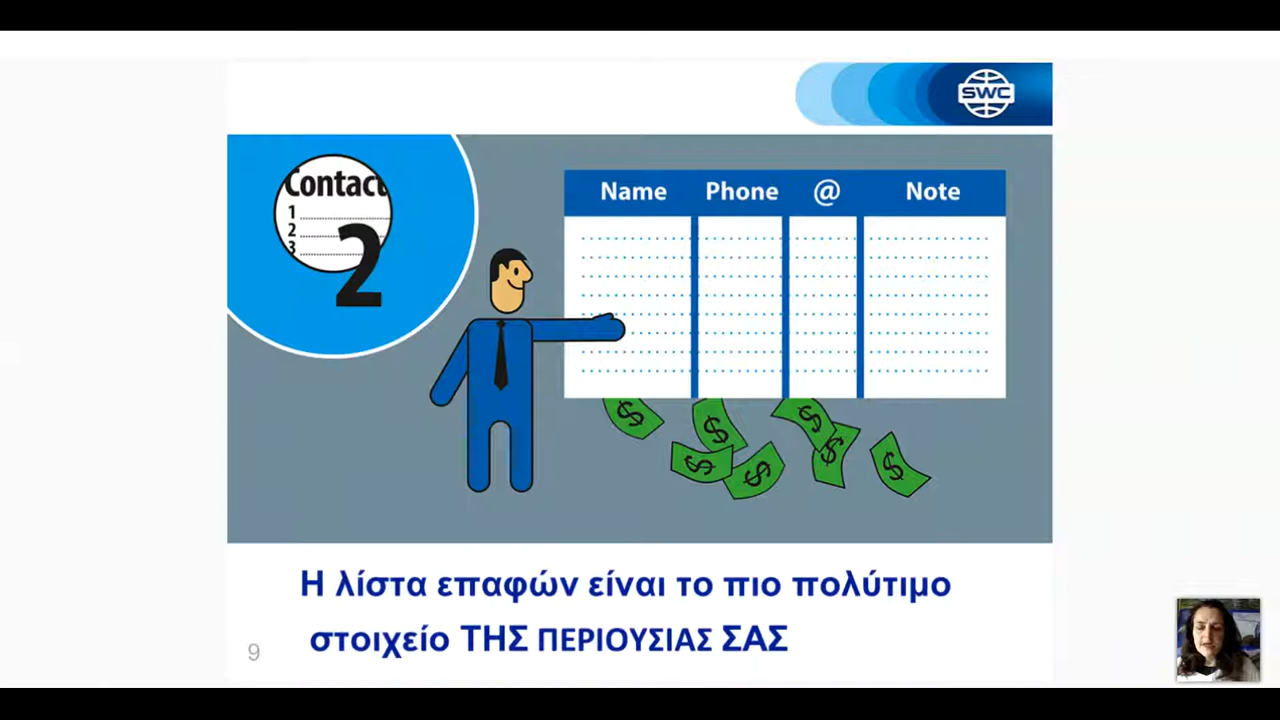 SWC
Contact
1
2
3
2
Name Phone @ Note
$ $ $ $ $ $ $
Η λίστα επαφών είναι το πιο πολύτιμο
στοιχείο ΤΗΣ ΠΕΡΙΟΥΣΙΑΣ ΣΑΣ
9